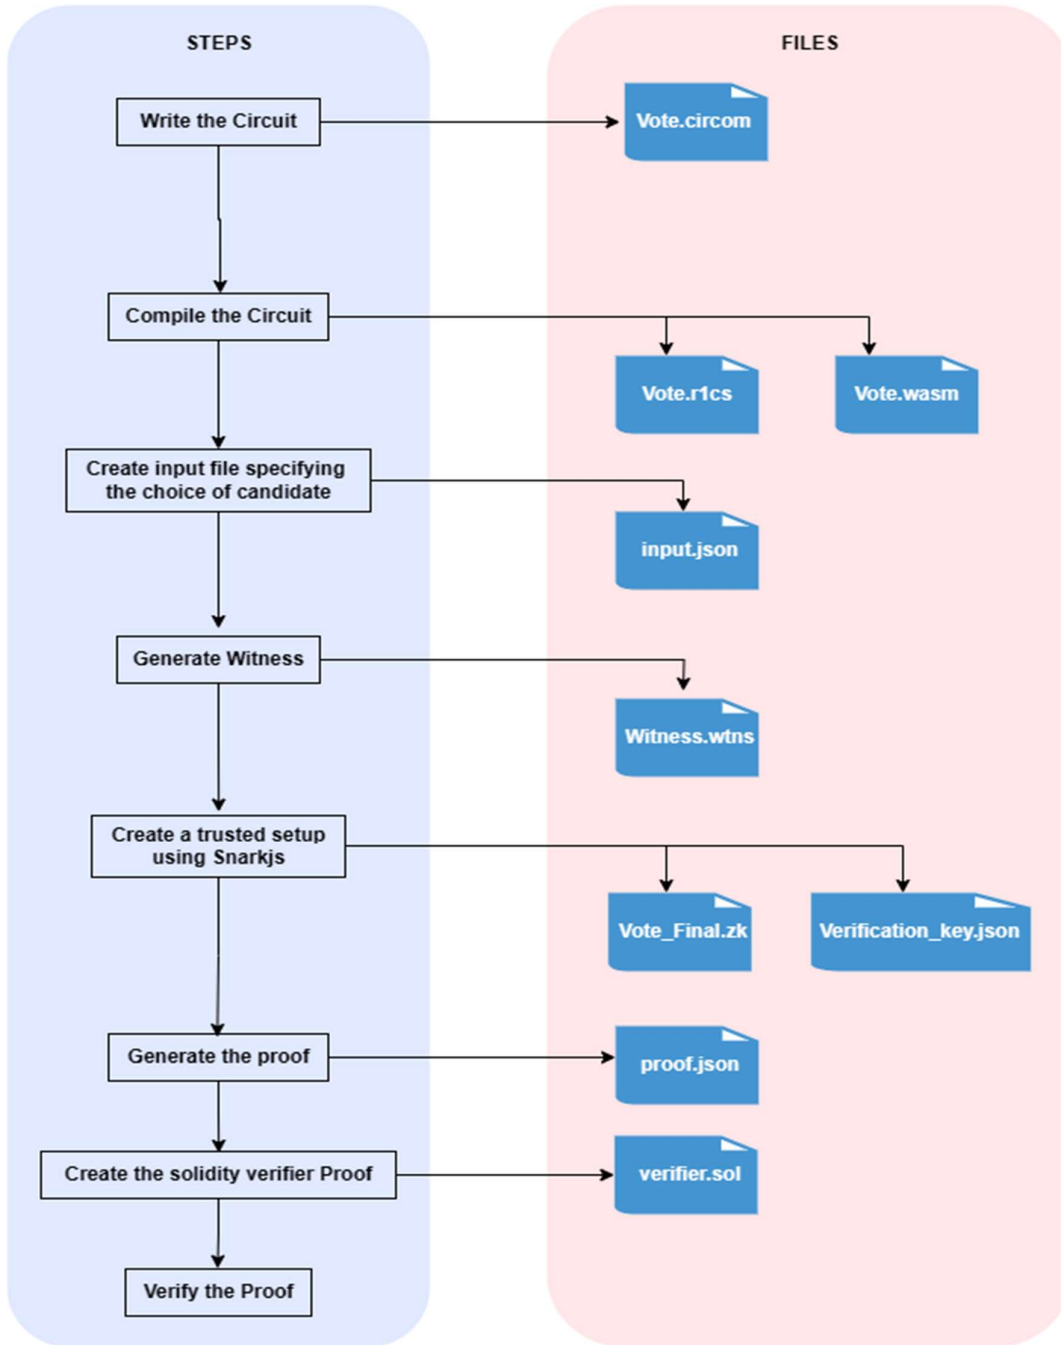 STEPS
FILES
Write the Circuit
Vote.circom
Compile the Circuit
Vote.r1cs
Vote.wasm
Create input file specifying
the choice of candidate
input.json
Generate Witness
Witness.wtns
Create a trusted setup
using Snarkjs
Vote_Final.zk
Verification_key.json
Generate the proof
proof.json
Create the solidity verifier Proof
verifier.sol
Verify the Proof